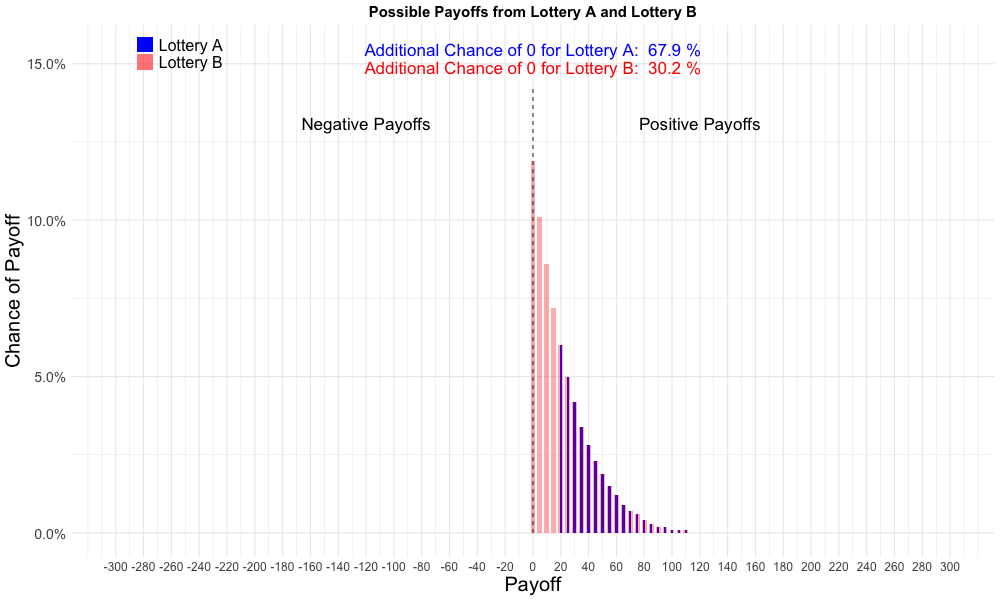 Possible Payoffs from Lottery A and Lottery B
Lottery A
Lottery B
Additional Chance of 0 for Lottery A: 67.9 %
Additional Chance of 0 for Lottery B: 30.2 %
Negative Payoffs
Positive Payoffs
Chance of Payoff
15.0%
10.0%
5.0%
0.0%
-300 -280 -260 -240 -220 -200 -180 -160 -140 -120 -100 -80 -60 -40 -20 0 20 40 60 80 100 120 140 160 180 200 220 240 260 280 300
Payoff